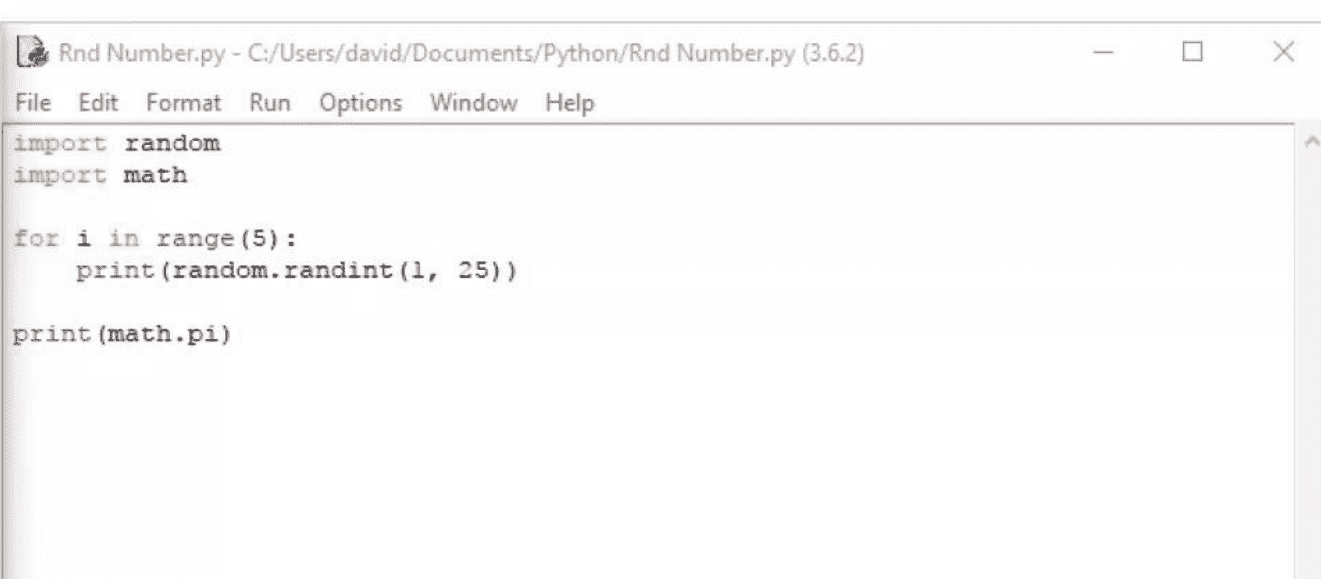 Rnd Number.py - C:/Users/david/Documents/Python/Rnd Number.py (3.6.2)
File Edit Format Run Options Window Help
import random
import math
for i in range(5):
    print(random.randint(1, 25))
print(math.pi)